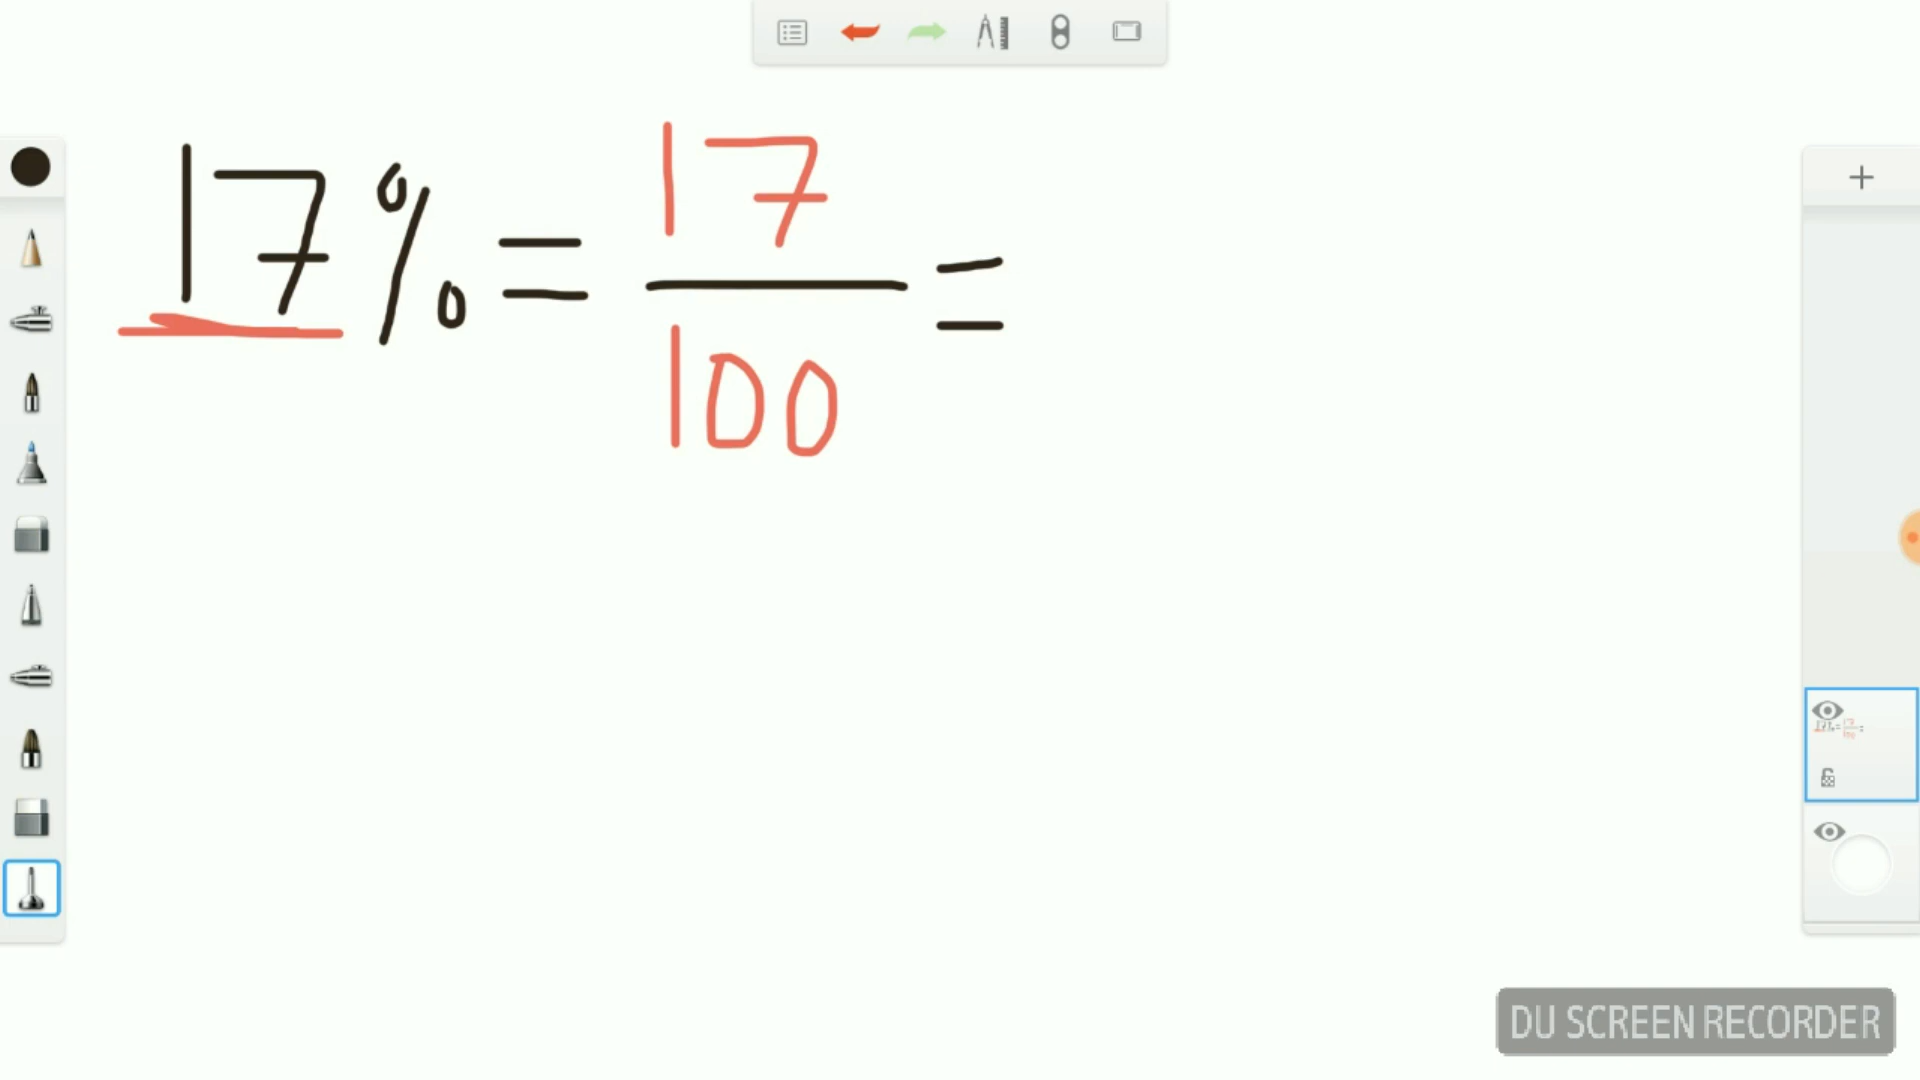 17% = 17/100 =
DU SCREEN RECORDER